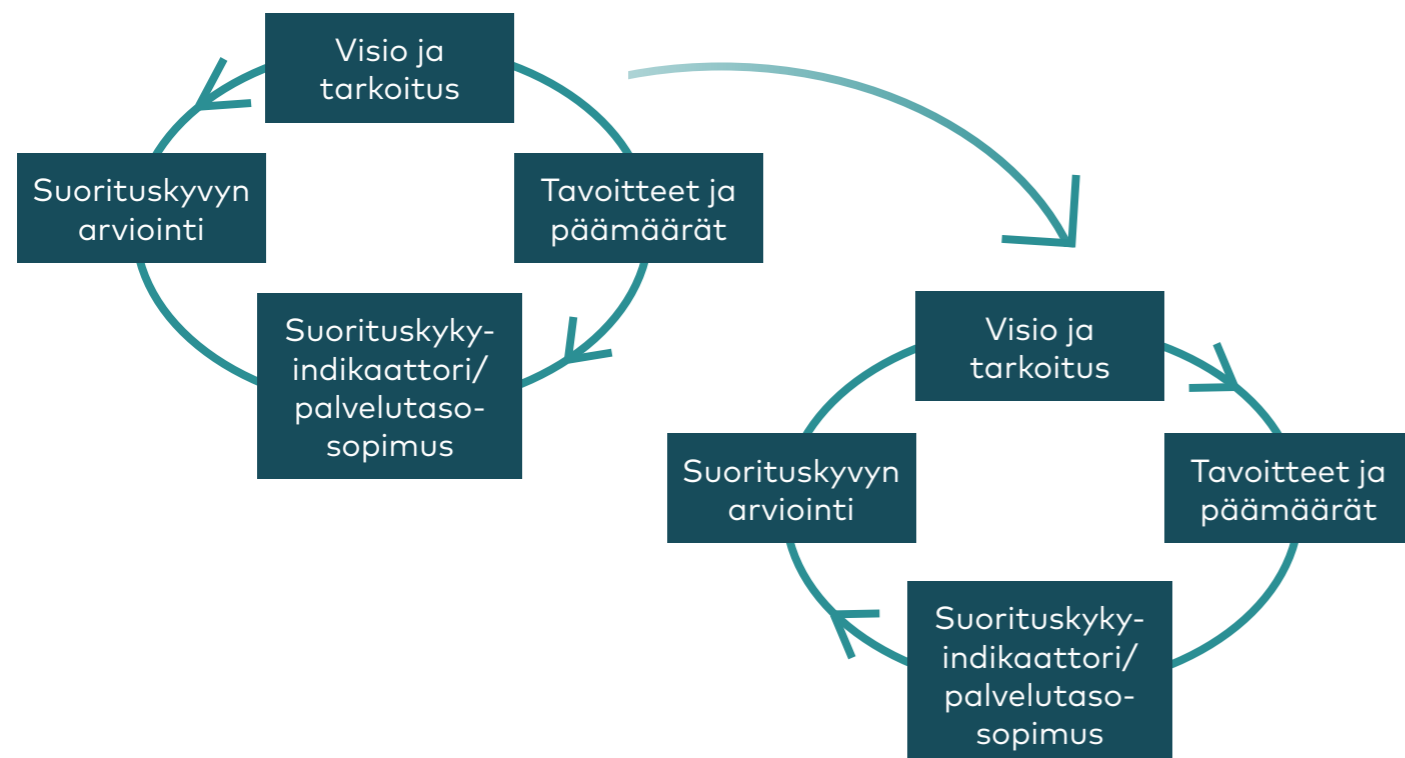 Visio ja
tarkoitus
Suorituskyvyn
arviointi
Tavoitteet ja
päämäärät
Suorituskyky-
indikaattori/
palvelutaso-
sopimus
Visio ja
tarkoitus
Suorituskyvyn
arviointi
Tavoitteet ja
päämäärät
Suorituskyky-
indikaattori/
palvelutaso-
sopimus